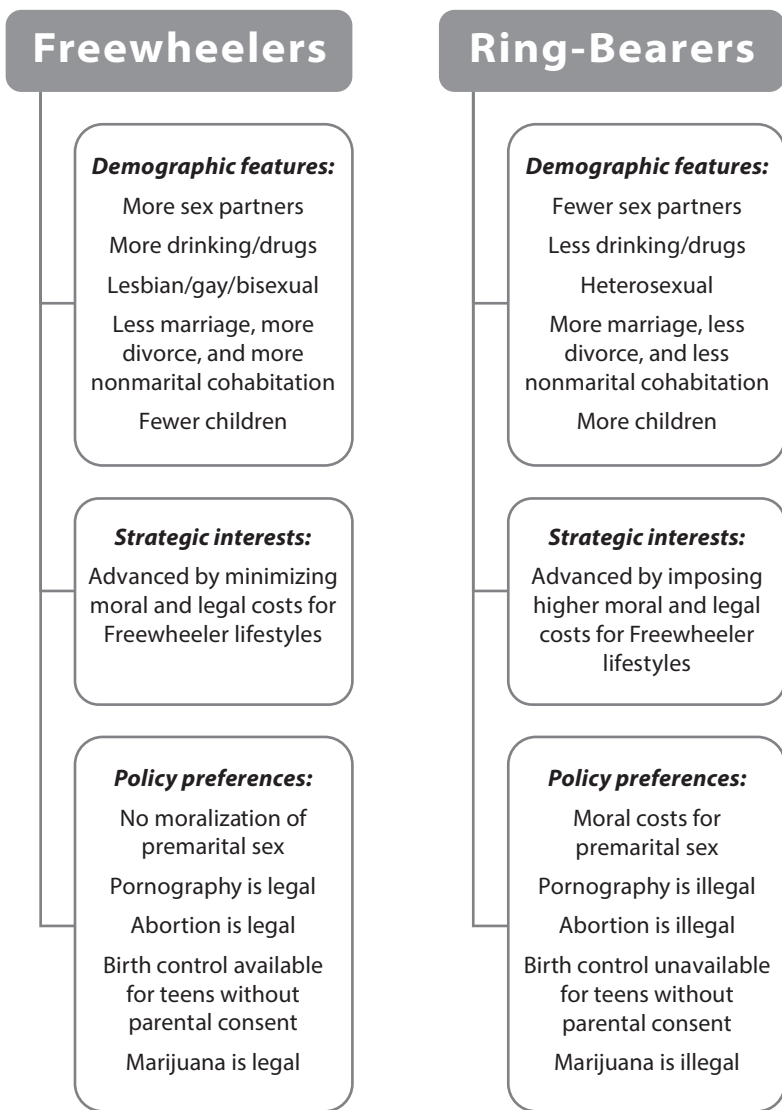 Freewheelers
Demographic features:
More sex partners
More drinking/drugs
Lesbian/gay/bisexual
Less marriage, more
divorce, and more
nonmarital cohabitation
Fewer children
Strategic interests:
Advanced by minimizing
moral and legal costs for
Freewheeler lifestyles
Policy preferences:
No moralization of
premarital sex
Pornography is legal
Abortion is legal
Birth control available
for teens without
parental consent
Marijuana is legal
Ring-Bearers
Demographic features:
Fewer sex partners
Less drinking/drugs
Heterosexual
More marriage, less
divorce, and less
nonmarital cohabitation
More children
Strategic interests:
Advanced by imposing
higher moral and legal
costs for Freewheeler
lifestyles
Policy preferences:
Moral costs for
premarital sex
Pornography is illegal
Abortion is illegal
Birth control unavailable
for teens without
parental consent
Marijuana is illegal